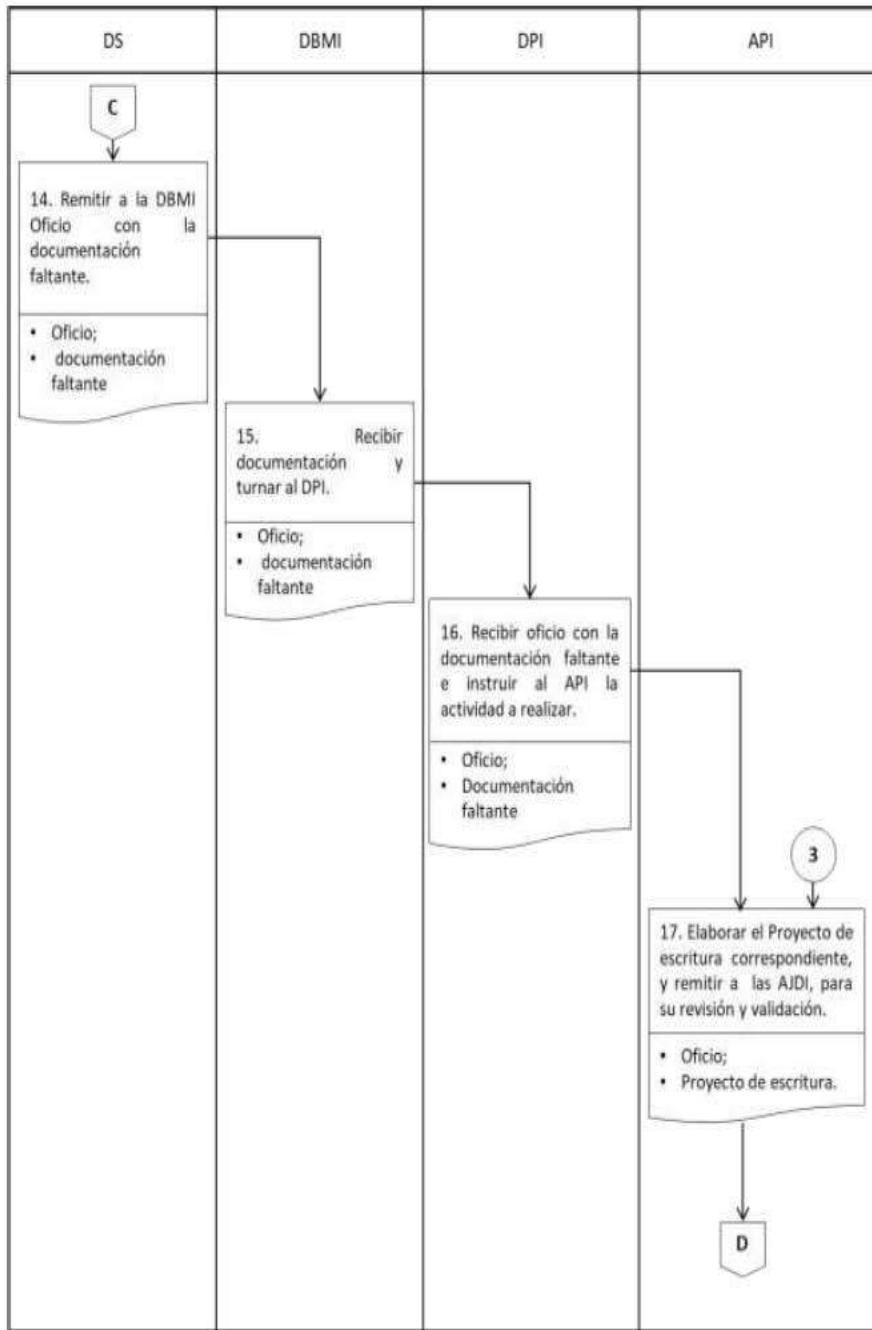 DS
DBMI
DPI
API
C
14. Remitir a la DBMI
Oficio con la
documentación
faltante.
• Oficio;
• documentación
faltante
15. Recibir
documentación y
turnar al DPI.
• Oficio;
• documentación
faltante
16. Recibir oficio con la
documentación faltante
e instruir al API la
actividad a realizar.
• Oficio;
• Documentación
faltante
3
17. Elaborar el Proyecto de
escritura correspondiente,
y remitir a las AJDI, para
su revisión y validación.
• Oficio;
• Proyecto de escritura.
D